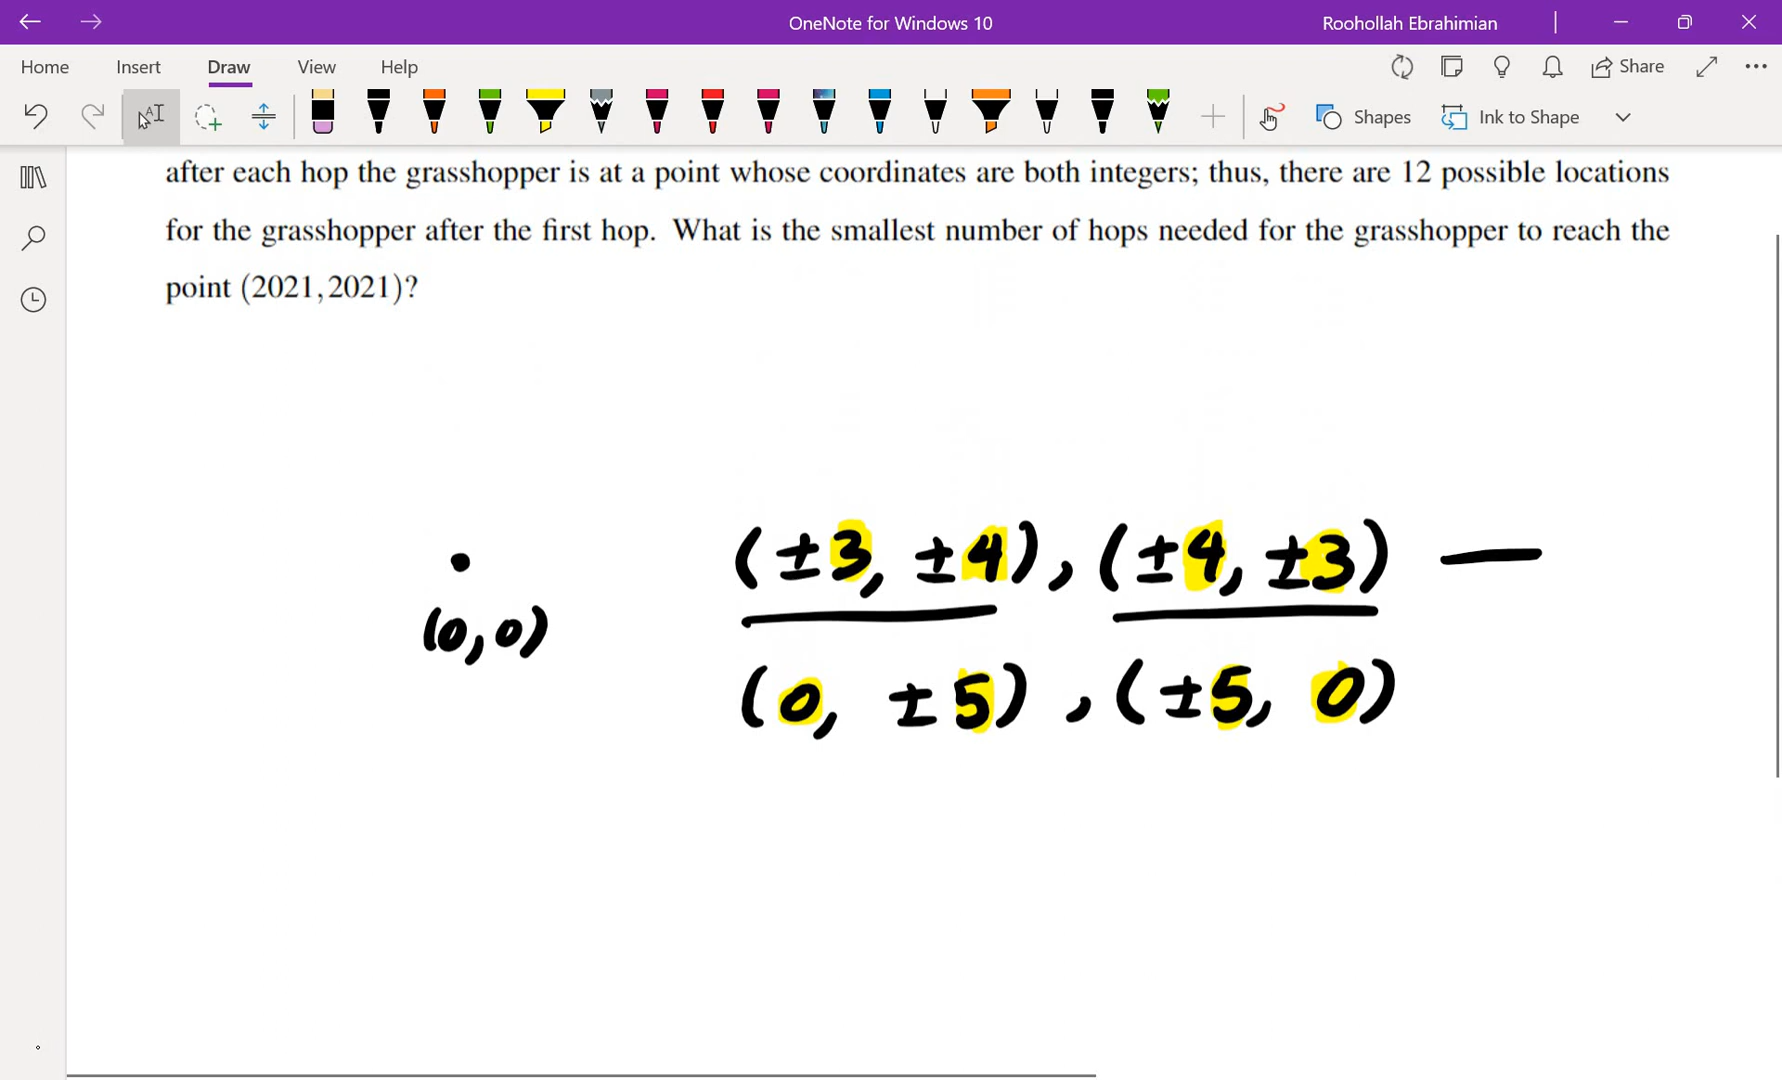 OneNote for Windows 10
Roohollah Ebrahimian
Home Insert Draw View Help
Share
Shapes
Ink to Shape
after each hop the grasshopper is at a point whose coordinates are both integers; thus, there are 12 possible locations
for the grasshopper after the first hop. What is the smallest number of hops needed for the grasshopper to reach the
point (2021,2021)?
(±3, ±4), (±4, ±3) —
(0,0)
(0, ±5), (±5, 0)